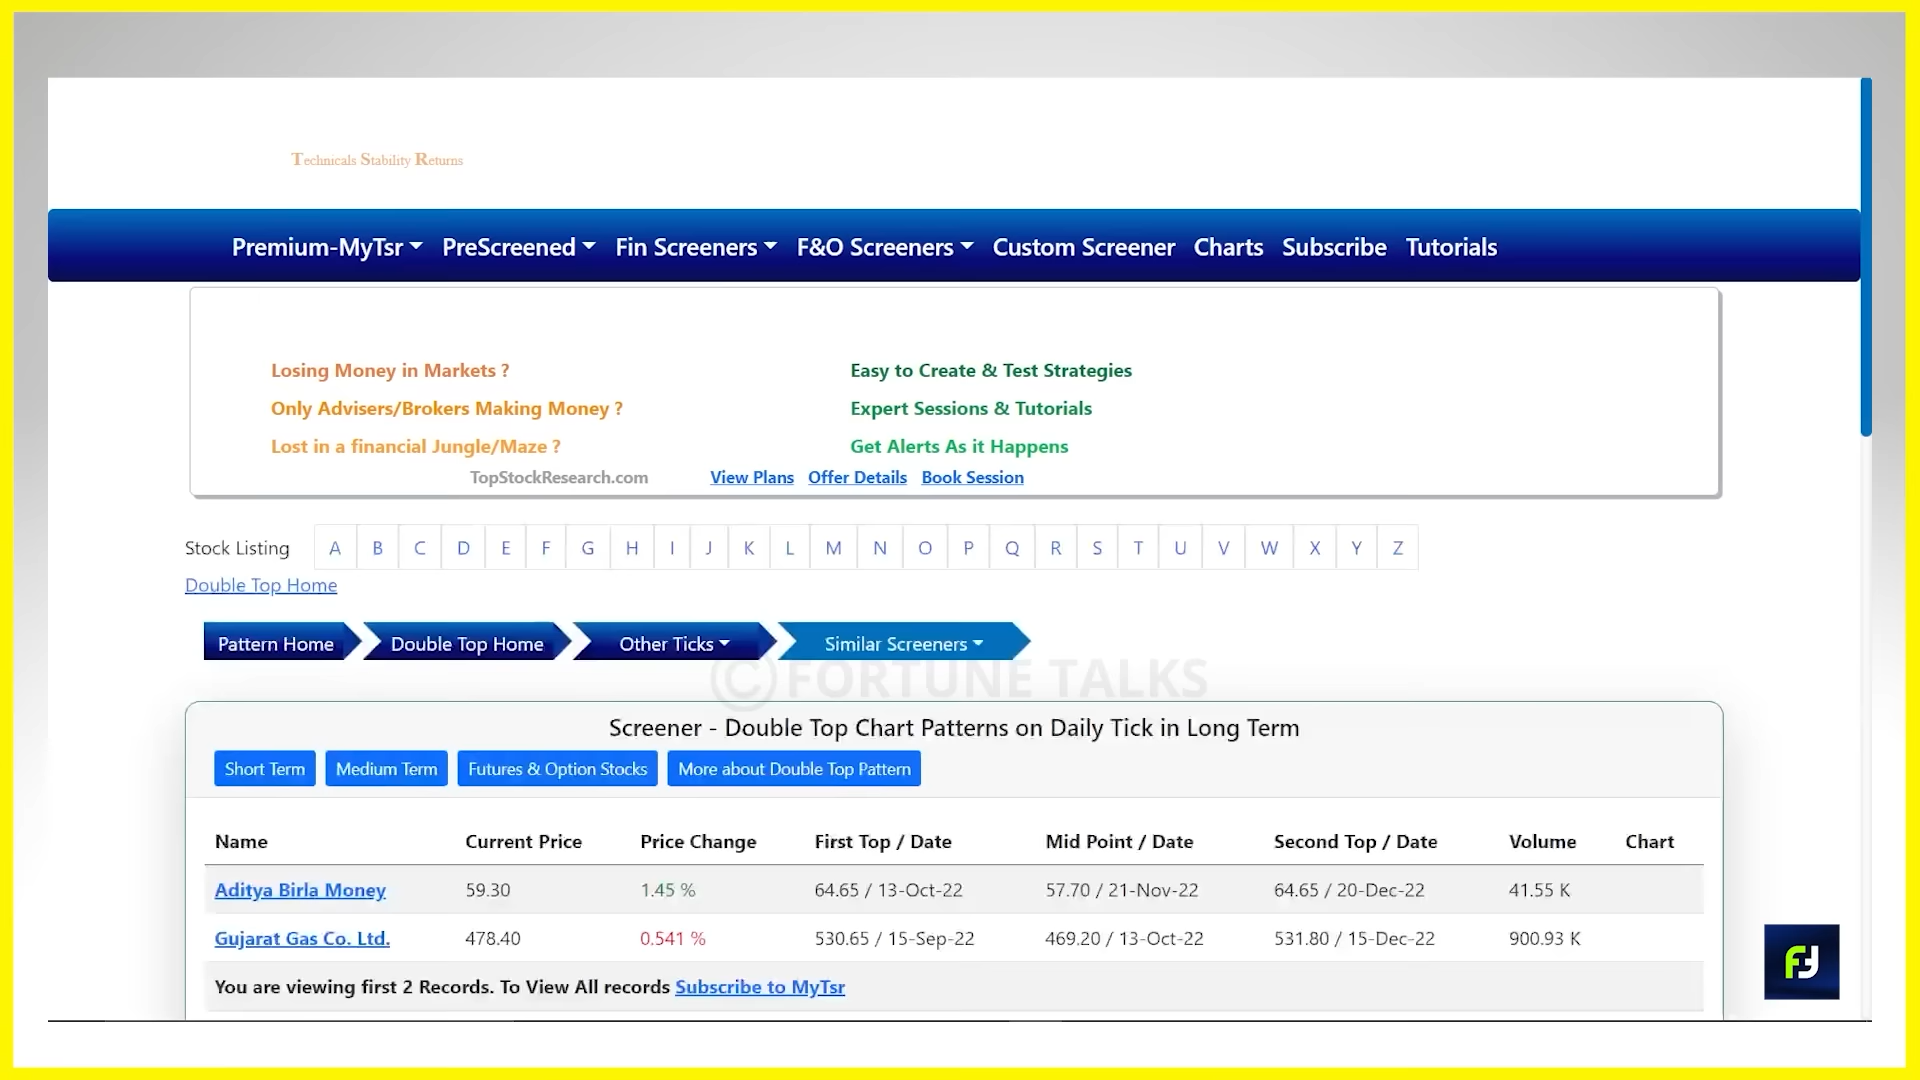 Technicals Stability Returns
Premium-MyTsr PreScreened Fin Screeners F&O Screeners Custom Screener Charts Subscribe Tutorials
Losing Money in Markets ? Easy to Create & Test Strategies
Only Advisers/Brokers Making Money ? Expert Sessions & Tutorials
Lost in a financial Jungle/Maze ? Get Alerts As it Happens
TopStockResearch.com View Plans Offer Details Book Session
Stock Listing A B C D E F G H I J K L M N O P Q R S T U V W X Y Z
Double Top Home
Pattern Home Double Top Home Other Ticks Similar Screeners
© FORTUNE TALKS
Screener - Double Top Chart Patterns on Daily Tick in Long Term
Short Term Medium Term Futures & Option Stocks More about Double Top Pattern
Name Current Price Price Change First Top / Date Mid Point / Date Second Top / Date Volume Chart
Aditya Birla Money 59.30 1.45 % 64.65 / 13-Oct-22 57.70 / 21-Nov-22 64.65 / 20-Dec-22 41.55 K
Gujarat Gas Co. Ltd. 478.40 0.541 % 530.65 / 15-Sep-22 469.20 / 13-Oct-22 531.80 / 15-Dec-22 900.93 K
You are viewing first 2 Records. To View All records Subscribe to MyTsr